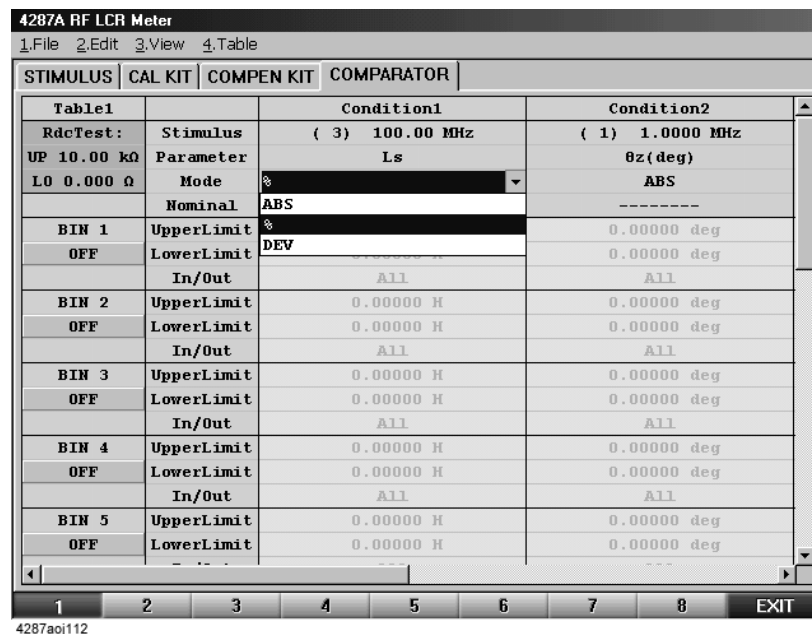 4287A RF LCR Meter
1.File 2.Edit 3.View 4.Table
STIMULUS CAL KIT COMPEN KIT COMPARATOR
Table1 Condition1 Condition2
RdcTest: Stimulus ( 3) 100.00 MHz ( 1) 1.0000 MHz
UP 10.00 kΩ Parameter Ls θz(deg)
LO 0.000 Ω Mode % ABS
Nominal ABS --------
BIN 1 UpperLimit % 0.00000 deg
OFF LowerLimit DEV 0.00000 deg
In/Out All All
BIN 2 UpperLimit 0.00000 H 0.00000 deg
OFF LowerLimit 0.00000 H 0.00000 deg
In/Out All All
BIN 3 UpperLimit 0.00000 H 0.00000 deg
OFF LowerLimit 0.00000 H 0.00000 deg
In/Out All All
BIN 4 UpperLimit 0.00000 H 0.00000 deg
OFF LowerLimit 0.00000 H 0.00000 deg
In/Out All All
BIN 5 UpperLimit 0.00000 H 0.00000 deg
OFF LowerLimit 0.00000 H 0.00000 deg
1 2 3 4 5 6 7 8 EXIT
4287aoj112